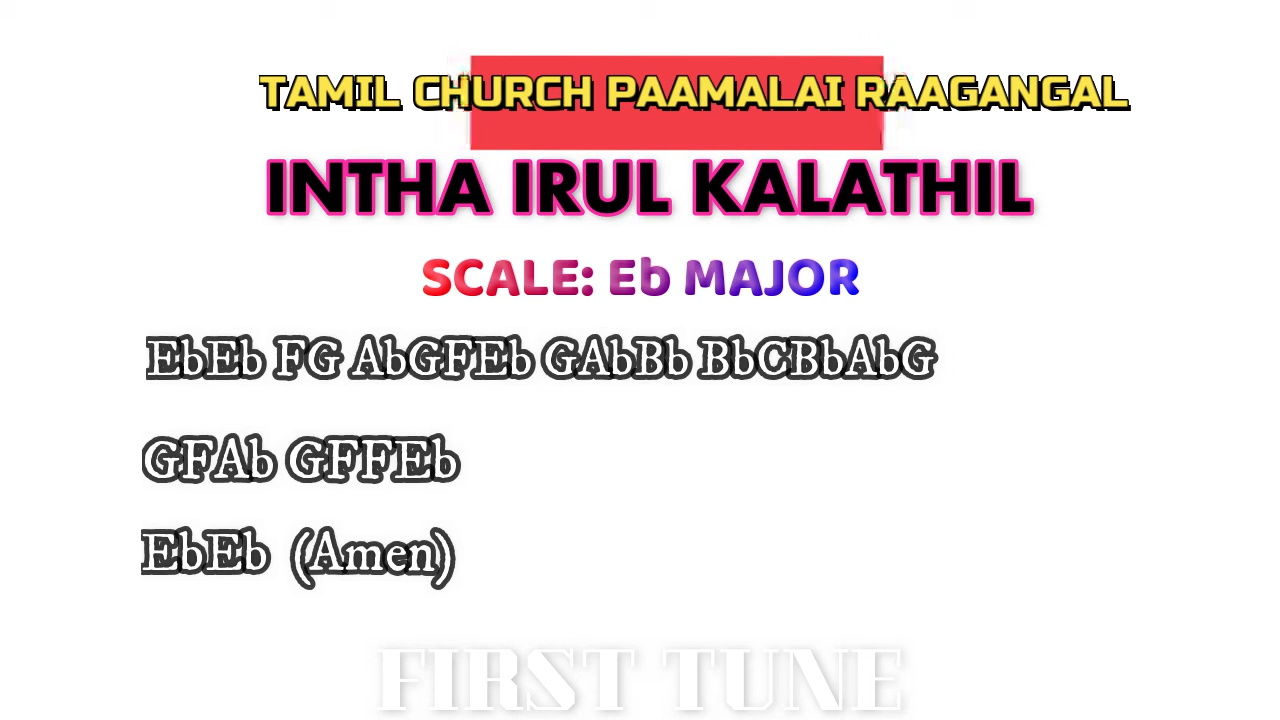 TAMIL CHURCH PAAMALAI RAAGANGAL
INTHA IRUL KALATHIL
SCALE: Eb MAJOR
EbEb FG AbGFEb GAbBb BbCBbAbG
GFAb GFFEb
EbEb (Amen)
FIRST TUNE